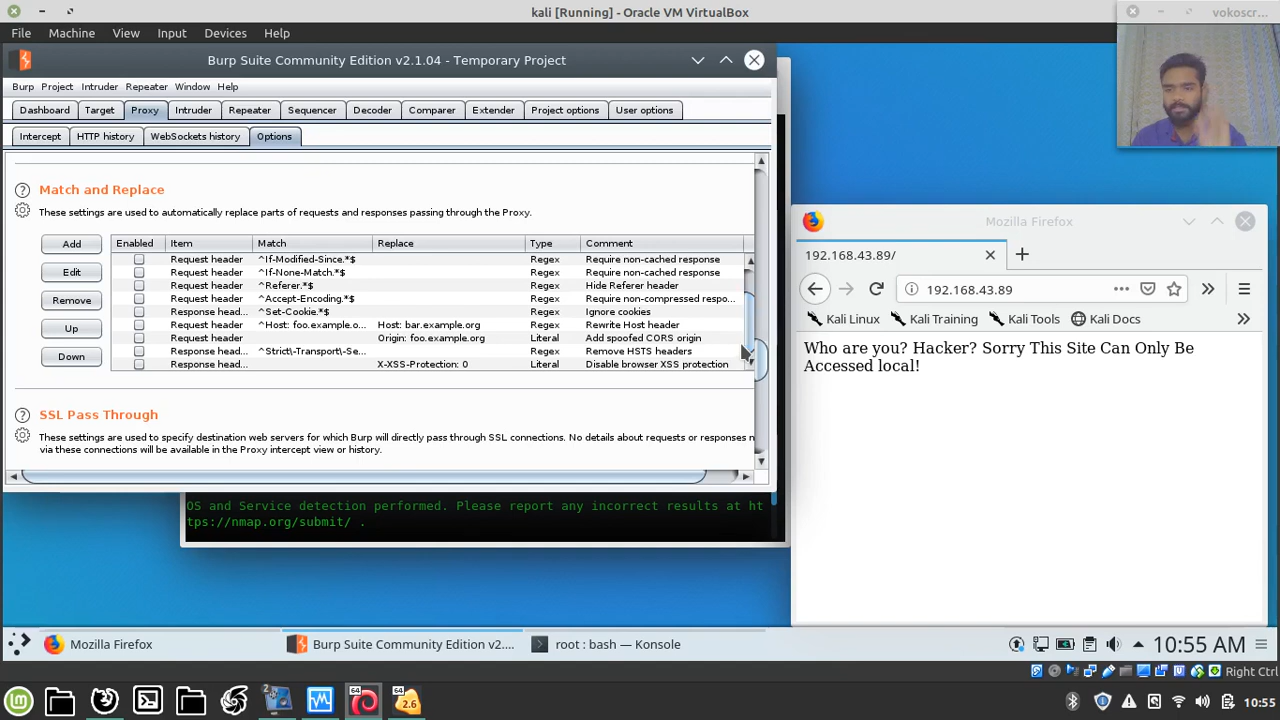 kali [Running] - Oracle VM VirtualBox
vokoscr...
File Machine View Input Devices Help
Burp Suite Community Edition v2.1.04 - Temporary Project
Burp Project Intruder Repeater Window Help
Dashboard Target Proxy Intruder Repeater Sequencer Decoder Comparer Extender Project options User options
Intercept HTTP history WebSockets history Options
Match and Replace
These settings are used to automatically replace parts of requests and responses passing through the Proxy.
Add
Edit
Remove
Up
Down
Enabled Item Match Replace Type Comment
Request header ^If-Modified-Since.*$ Regex Require non-cached response
Request header ^If-None-Match.*$ Regex Require non-cached response
Request header ^Referer.*$ Regex Hide Referer header
Request header ^Accept-Encoding.*$ Regex Require non-compressed respo...
Response head... ^Set-Cookie.*$ Regex Ignore cookies
Request header ^Host: foo.example.o... Host: bar.example.org Regex Rewrite Host header
Request header Origin: foo.example.org Literal Add spoofed CORS origin
Response head... ^Strict\-Transport\-Se... Regex Remove HSTS headers
Response head... X-XSS-Protection: 0 Literal Disable browser XSS protection
SSL Pass Through
These settings are used to specify destination web servers for which Burp will directly pass through SSL connections. No details about requests or responses n
via these connections will be available in the Proxy intercept view or history.
OS and Service detection performed. Please report any incorrect results at ht
tps://nmap.org/submit/ .
Mozilla Firefox
192.168.43.89/
192.168.43.89
Kali Linux Kali Training Kali Tools Kali Docs
Who are you? Hacker? Sorry This Site Can Only Be
Accessed local!
Mozilla Firefox
Burp Suite Community Edition v2....
root : bash — Konsole
10:55 AM
Right Ctrl
2
64
64
2.6
10:55